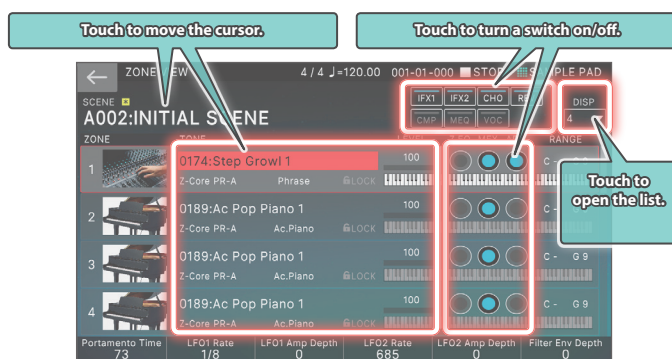 Touch to move the cursor.
Touch to turn a switch on/off.
ZONE
4 / 4 ♩=120.00 001-01-000
SCENE
A002:INITIAL SCENE
IFX1 IFX2 CHO
CMP MEQ VOC
DISP
4
Touch to
open the list.
ZONE TONE LEVEL RANGE
1
0174:Step Growl 1 100
Z-Core PR-A Phrase LOCK
2
0189:Ac Pop Piano 1 100
Z-Core PR-A Ac.Piano LOCK
3
0189:Ac Pop Piano 1 100 C - G 9
Z-Core PR-A Ac.Piano LOCK
4
0189:Ac Pop Piano 1 100 C - G 9
Z-Core PR-A Ac.Piano LOCK
Portamento Time LFO1 Rate LFO1 Amp Depth LFO2 Rate LFO2 Amp Depth Filter Env Depth
73 1/8 0 685 0 0